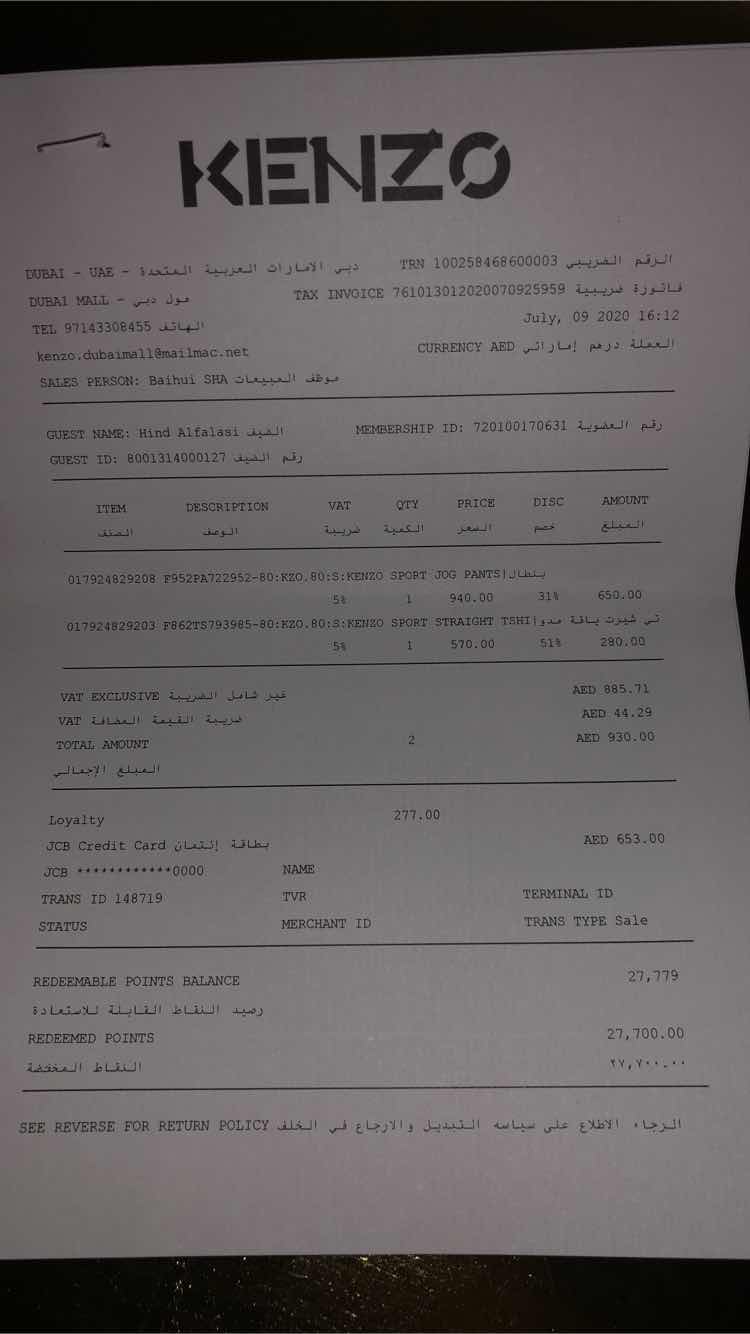 KENZO
DUBAI - UAE - دبي الامارات العربية المتحدة TRN 100258468600003 الرقم الضريبي
DUBAI MALL - مول دبي TAX INVOICE 761013012020070925959 فاتورة ضريبية
TEL 97143308455 الهاتف July, 09 2020 16:12
kenzo.dubaimall@mailmac.net CURRENCY AED العملة درهم إماراتي
SALES PERSON: Baihui SHA موظف المبيعات
GUEST NAME: Hind Alfalasi الضيف MEMBERSHIP ID: 720100170631 رقم العضوية
GUEST ID: 8001314000127 رقم الضيف
ITEM DESCRIPTION VAT QTY PRICE DISC AMOUNT
الصنف الوصف ضريبة الكمية السعر خصم المبلغ
017924829208 F952PA722952-80:KZO.80:S:KENZO SPORT JOG PANTS|بنطال
5% 1 940.00 31% 650.00
017924829203 F862TS793985-80:KZO.80:S:KENZO SPORT STRAIGHT TSHI|تي شيرت ياقة مدو
5% 1 570.00 51% 280.00
VAT EXCLUSIVE غير شامل الضريبة AED 885.71
VAT ضريبة القيمة المضافة AED 44.29
TOTAL AMOUNT 2 AED 930.00
المبلغ الإجمالي
Loyalty 277.00
JCB Credit Card بطاقة إئتمان AED 653.00
JCB ************0000 NAME
TRANS ID 148719 TVR TERMINAL ID
STATUS MERCHANT ID TRANS TYPE Sale
REDEEMABLE POINTS BALANCE 27,779
رصيد النقاط القابلة للاستعادة
REDEEMED POINTS 27,700.00
النقاط المخفضة ٢٧,٧٠٠.٠٠
SEE REVERSE FOR RETURN POLICY الرجاء الاطلاع على سياسه التبديل والارجاع في الخلف